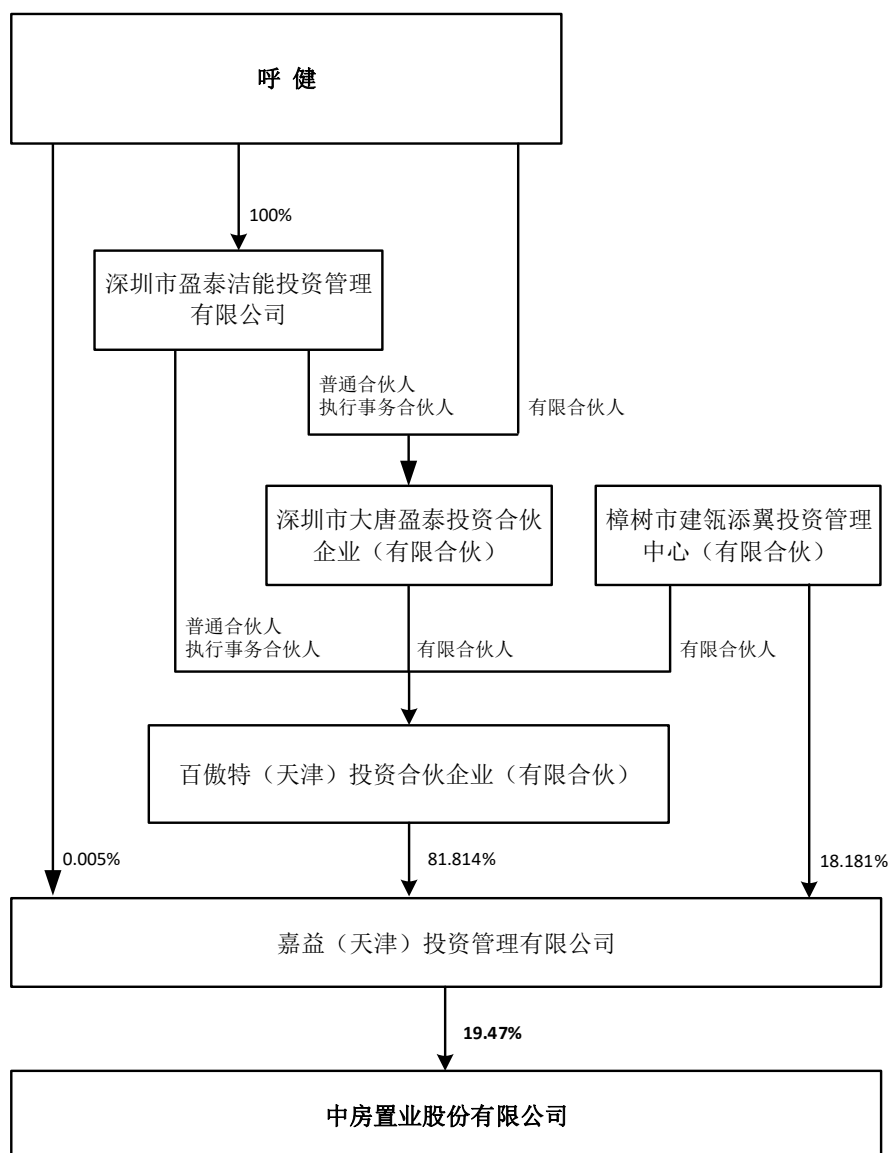 呼 健
100%
深圳市盈泰洁能投资管理
有限公司
普通合伙人
执行事务合伙人
有限合伙人
深圳市大唐盈泰投资合伙
企业（有限合伙）
樟树市建瓴添翼投资管理
中心（有限合伙）
普通合伙人
执行事务合伙人
有限合伙人
有限合伙人
百傲特（天津）投资合伙企业（有限合伙）
0.005%
81.814%
18.181%
嘉益（天津）投资管理有限公司
19.47%
中房置业股份有限公司